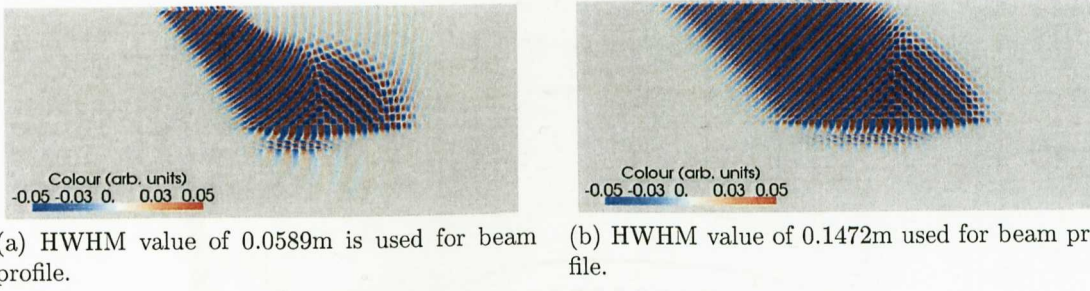 Colour (arb. units)
-0.05 -0.03 0. 0.03 0.05
(a) HWHM value of 0.0589m is used for beam
profile.
Colour (arb. units)
-0.05 -0.03 0. 0.03 0.05
(b) HWHM value of 0.1472m used for beam pr
file.